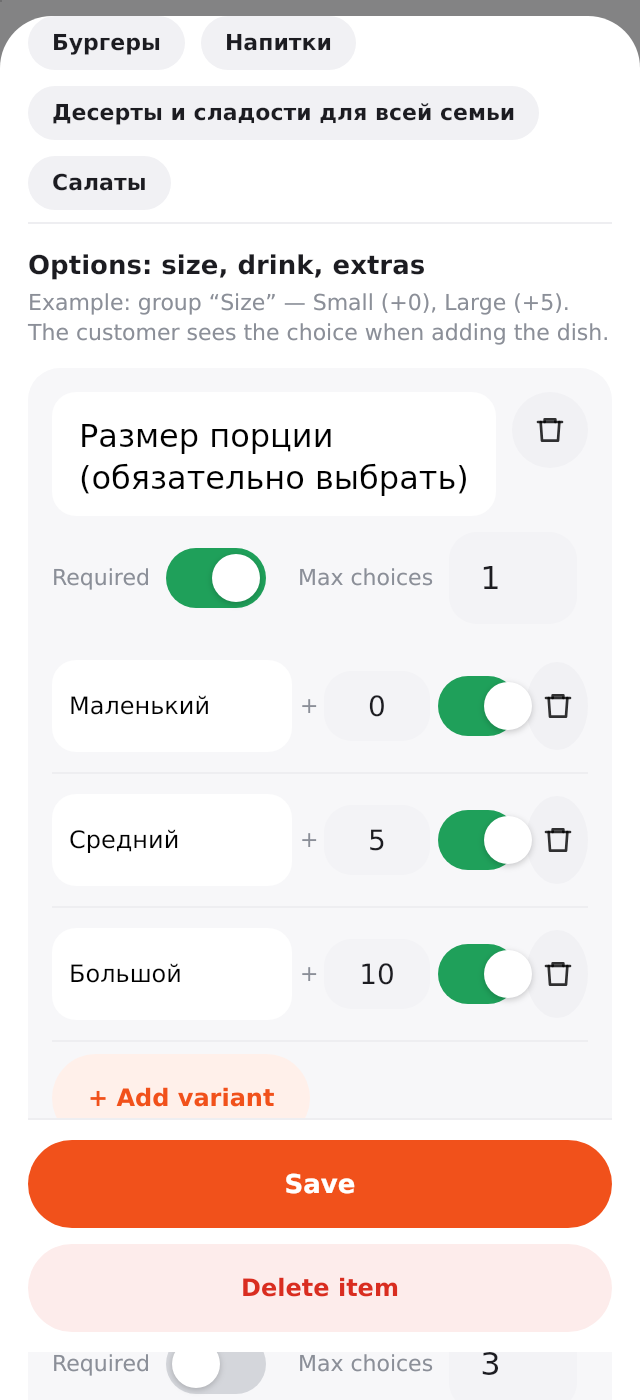 Бургеры
Напитки
Десерты и сладости для всей семьи
Салаты
Options: size, drink, extras
Example: group “Size” — Small (+0), Large (+5).
The customer sees the choice when adding the dish.
Размер порции
(обязательно выбрать)
Required
Max choices
1
Маленький
+
0
Средний
+
5
Большой
+
10
+ Add variant
Save
Delete item
Required
Max choices
3